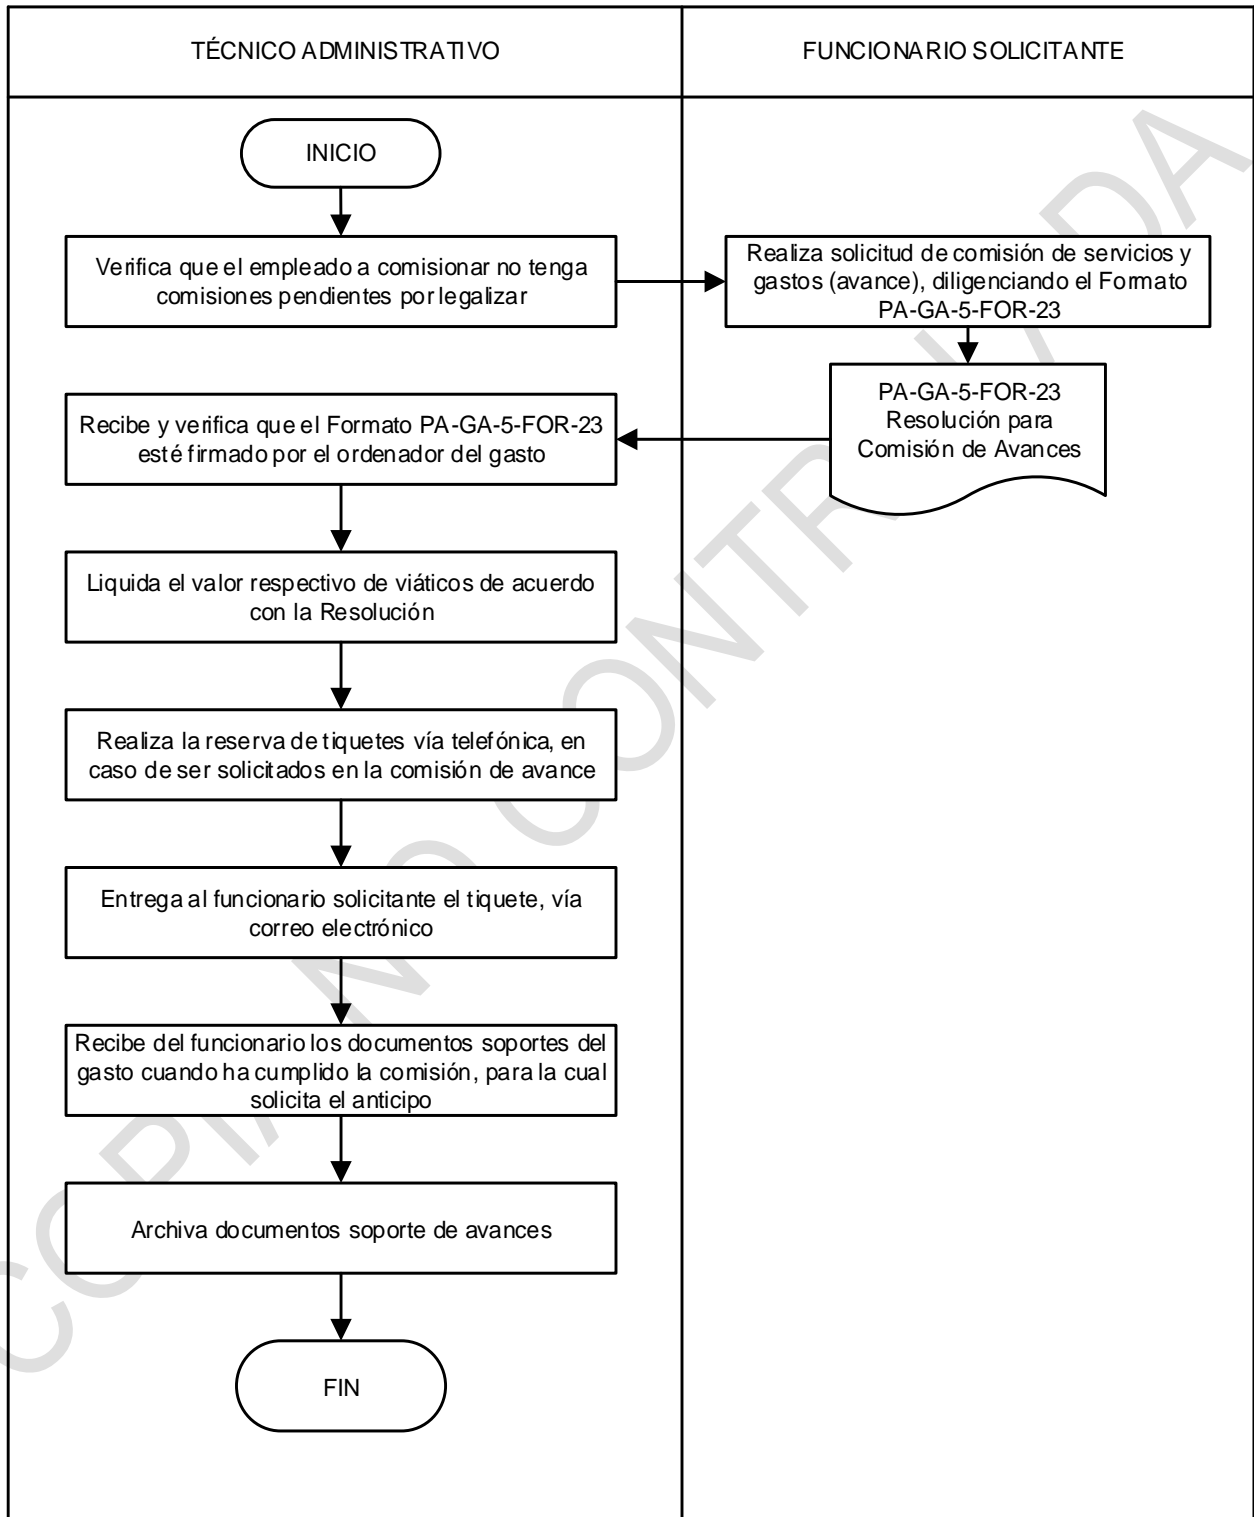 TÉCNICO ADMINISTRATIVO
FUNCIONARIO SOLICITANTE
INICIO
Verifica que el empleado a comisionar no tenga
comisiones pendientes por legalizar
Realiza solicitud de comisión de servicios y
gastos (avance), diligenciando el Formato
PA-GA-5-FOR-23
PA-GA-5-FOR-23
Resolución para
Comisión de Avances
Recibe y verifica que el Formato PA-GA-5-FOR-23
esté firmado por el ordenador del gasto
Liquida el valor respectivo de viáticos de acuerdo
con la Resolución
Realiza la reserva de tiquetes vía telefónica, en
caso de ser solicitados en la comisión de avance
Entrega al funcionario solicitante el tiquete, vía
correo electrónico
Recibe del funcionario los documentos soportes del
gasto cuando ha cumplido la comisión, para la cual
solicita el anticipo
Archiva documentos soporte de avances
FIN
COPIA NO CONTROLADA